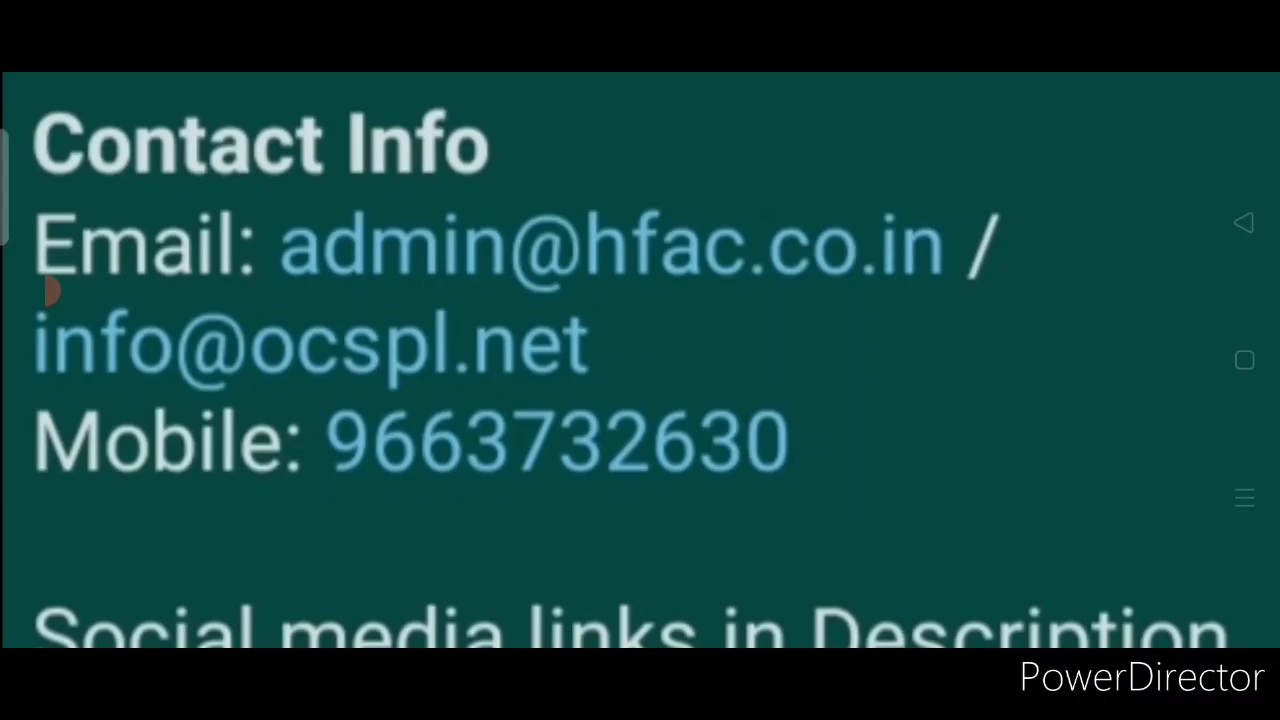 Contact Info
Email: admin@hfac.co.in /
info@ocspl.net
Mobile: 9663732630
Social media links in Description
PowerDirector